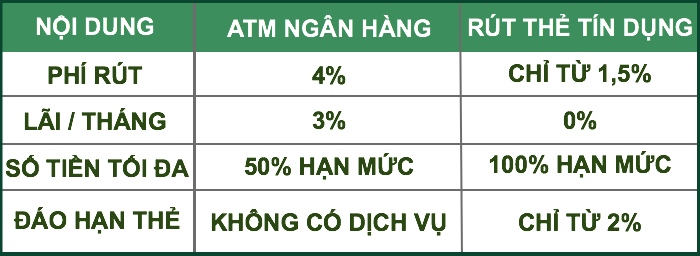 NỘI DUNG ATM NGÂN HÀNG RÚT THẺ TÍN DỤNG
PHÍ RÚT 4% CHỈ TỪ 1,5%
LÃI / THÁNG 3% 0%
SỐ TIỀN TỐI ĐA 50% HẠN MỨC 100% HẠN MỨC
ĐÁO HẠN THẺ KHÔNG CÓ DỊCH VỤ CHỈ TỪ 2%